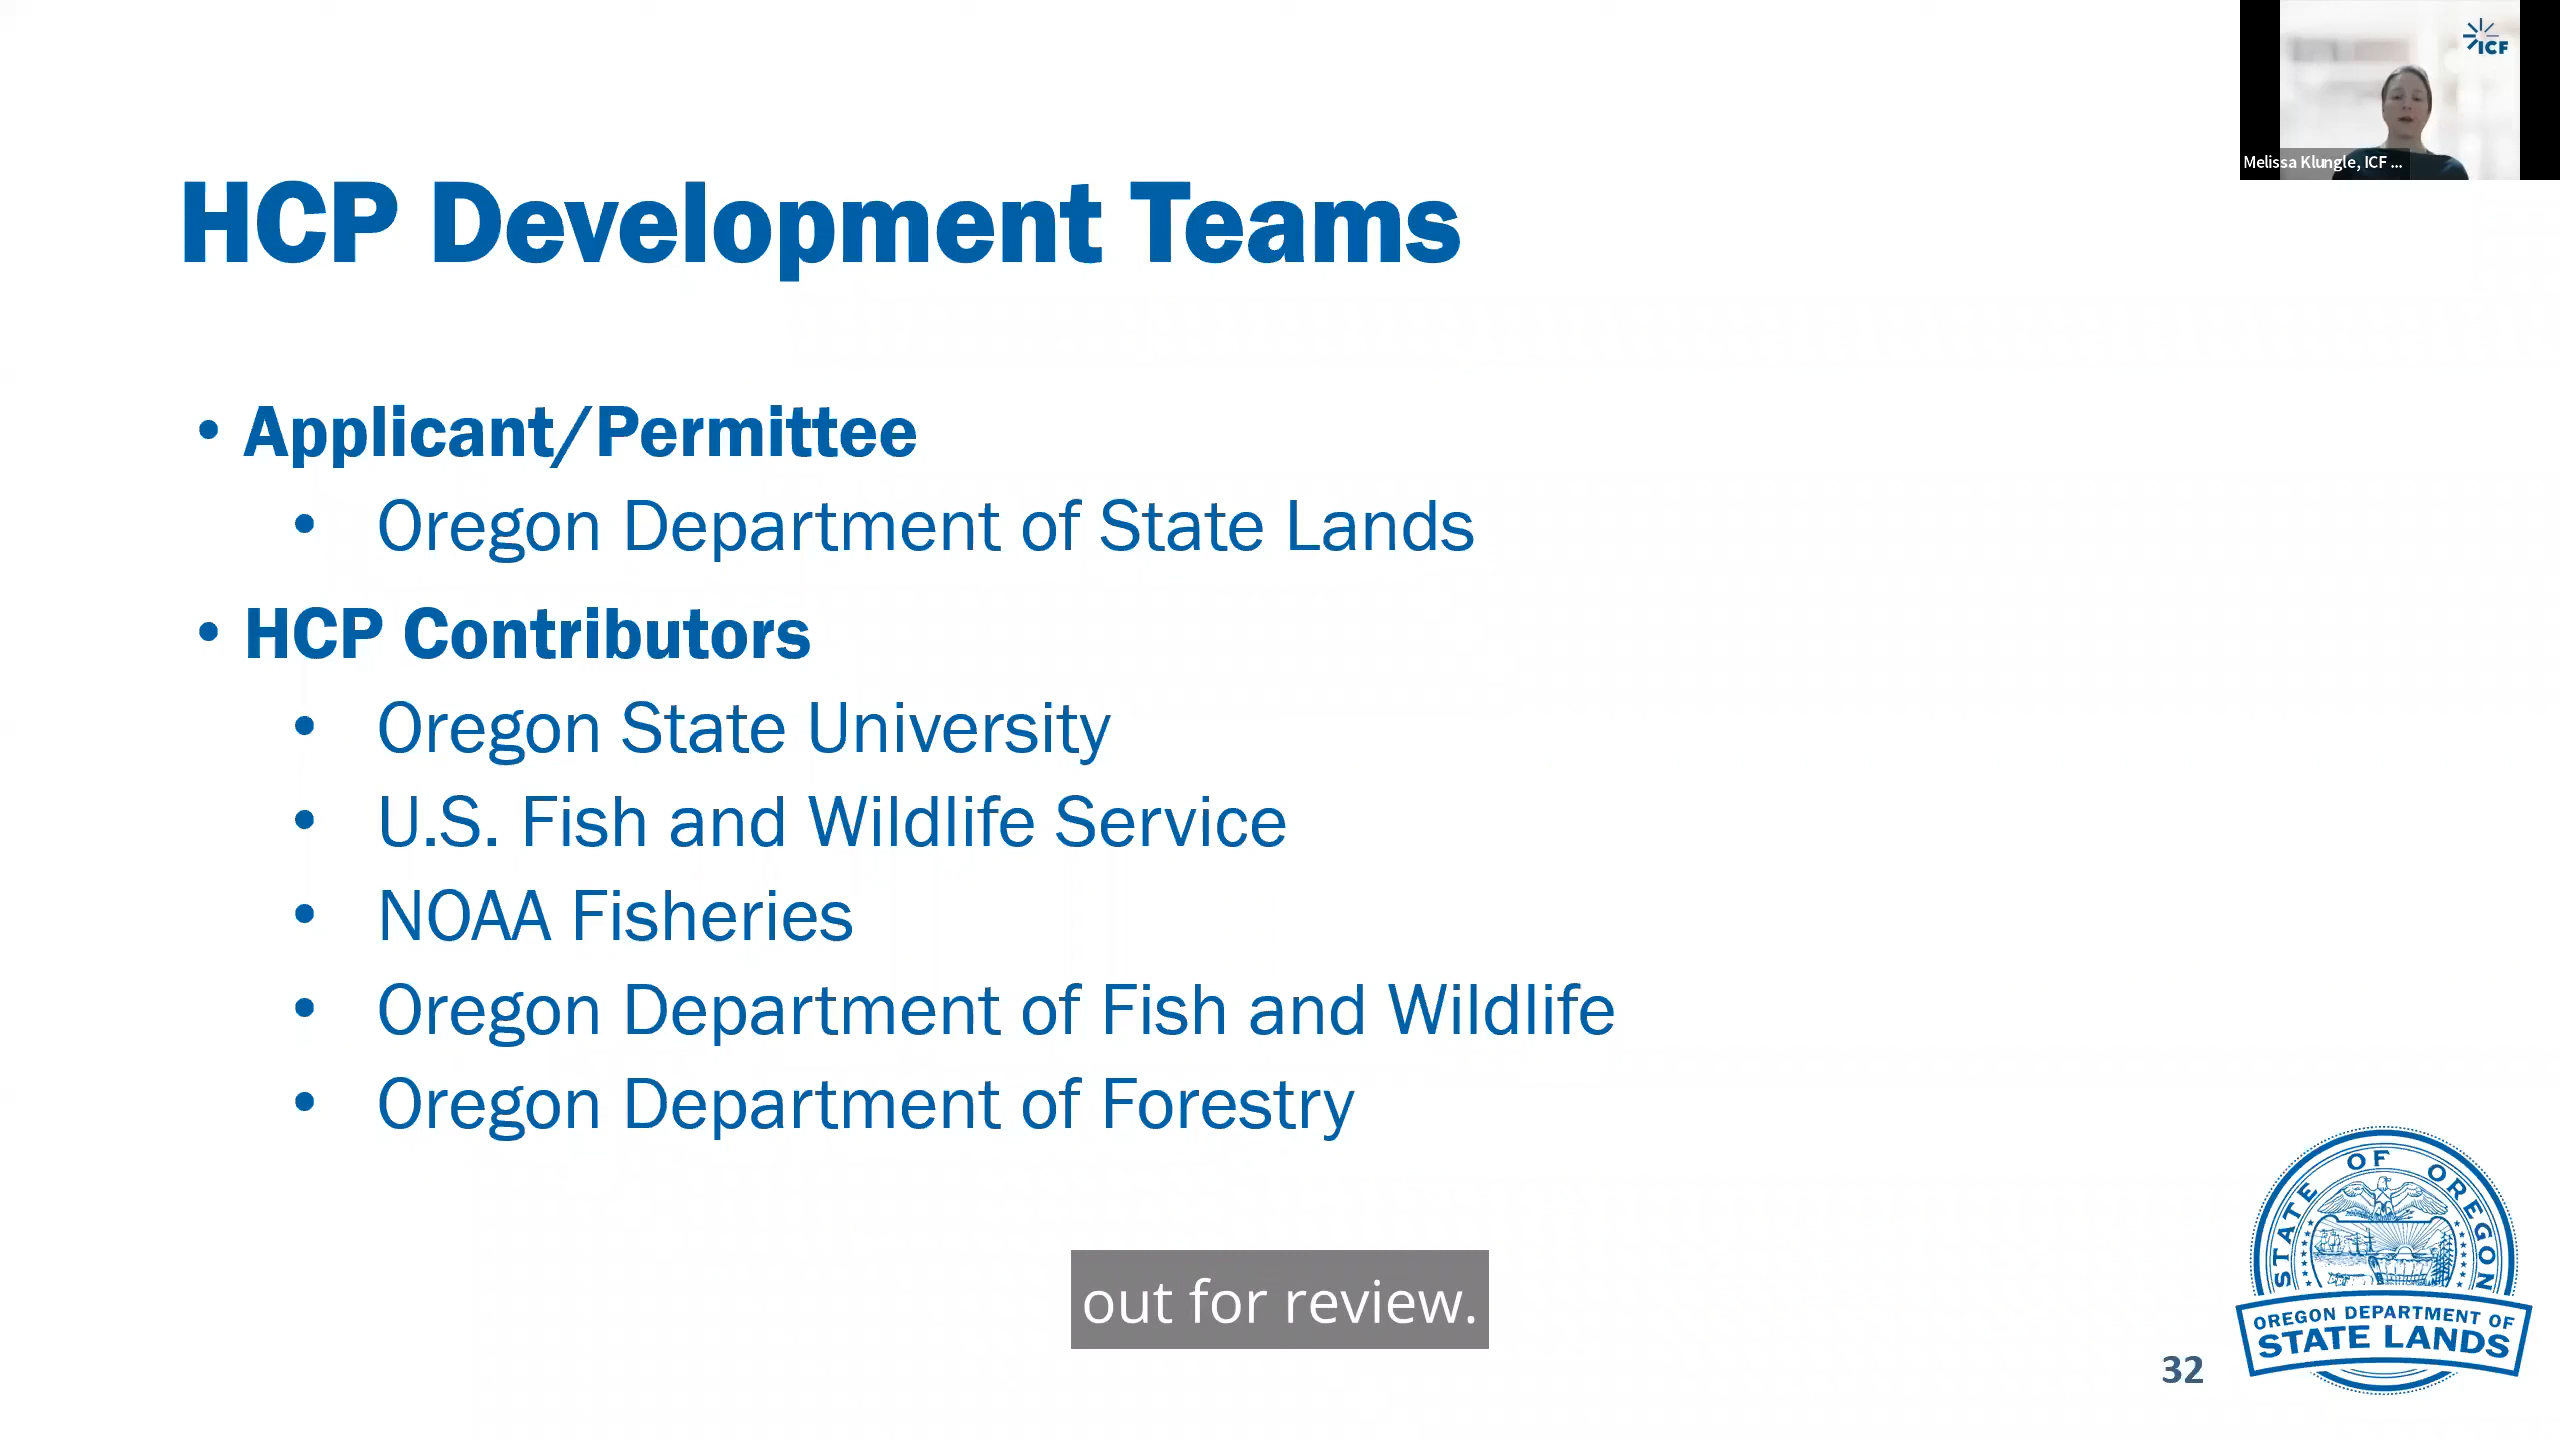 ICF
Melissa Klungle, ICF ...
HCP Development Teams
• Applicant/Permittee
• Oregon Department of State Lands
• HCP Contributors
• Oregon State University
• U.S. Fish and Wildlife Service
• NOAA Fisheries
• Oregon Department of Fish and Wildlife
• Oregon Department of Forestry
STATE OF OREGON
OREGON DEPARTMENT OF
STATE LANDS
out for review.
32